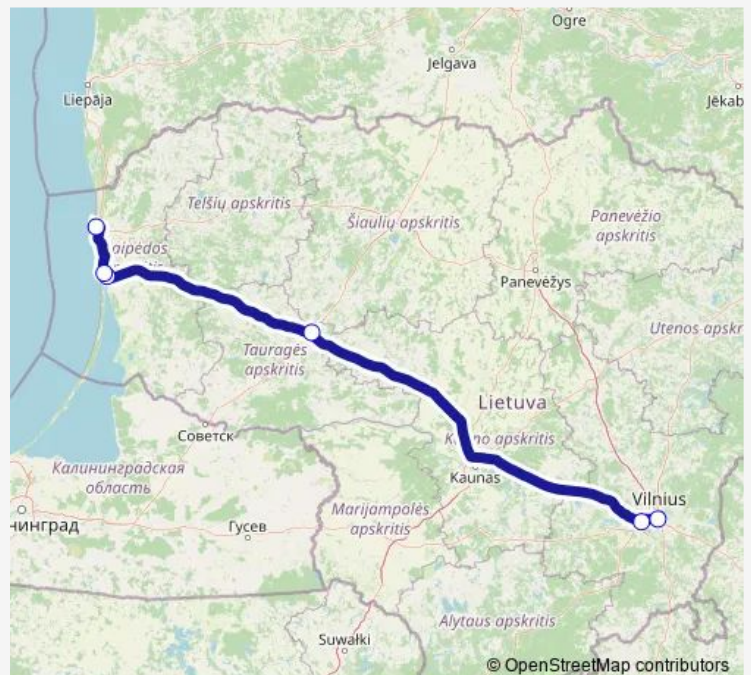 Ogre
Jelgava
Liepāja
Jēkab
Telšių apskritis
Šiaulių apskritis
Panevėžio
apskritis
aipėdos
Panevėžys
Utenos apskr
Tauragės
apskritis
Lietuva
Советск
Kauno apskritis
Калининградская
область
Kaunas
Vilnius
нинград
Гусев
Marijampolės
apskritis
Alytaus apskritis
Suwałki
© OpenStreetMap contributors